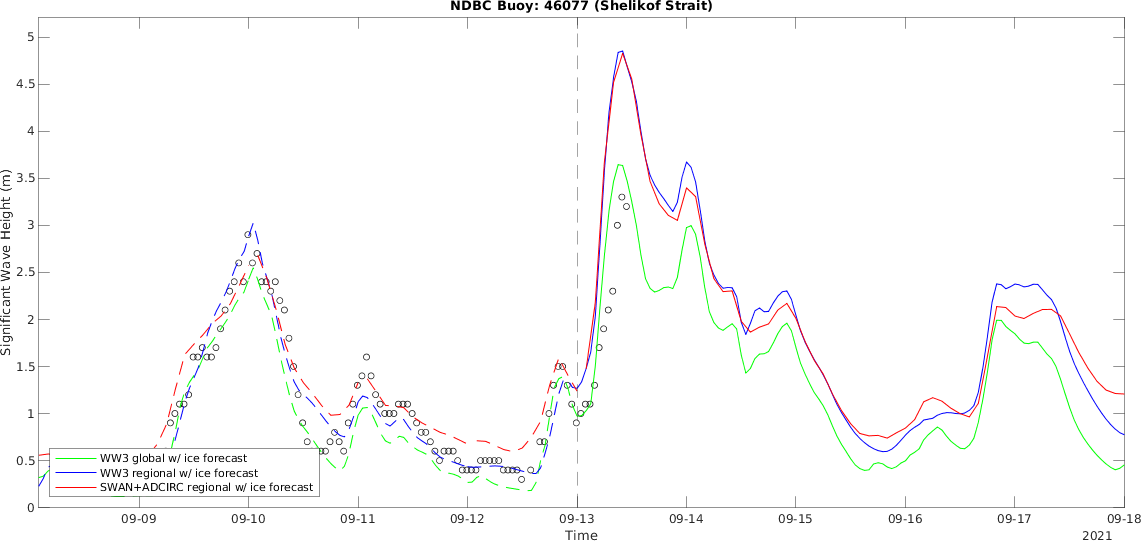 NDBC Buoy: 46077 (Shelikof Strait)
Significant Wave Height (m)
5
4.5
4
3.5
3
2.5
2
1.5
1
0.5
0
WW3 global w/ ice forecast
WW3 regional w/ ice forecast
SWAN+ADCIRC regional w/ ice forecast
09-09 09-10 09-11 09-12 09-13 09-14 09-15 09-16 09-17 09-18
Time
2021